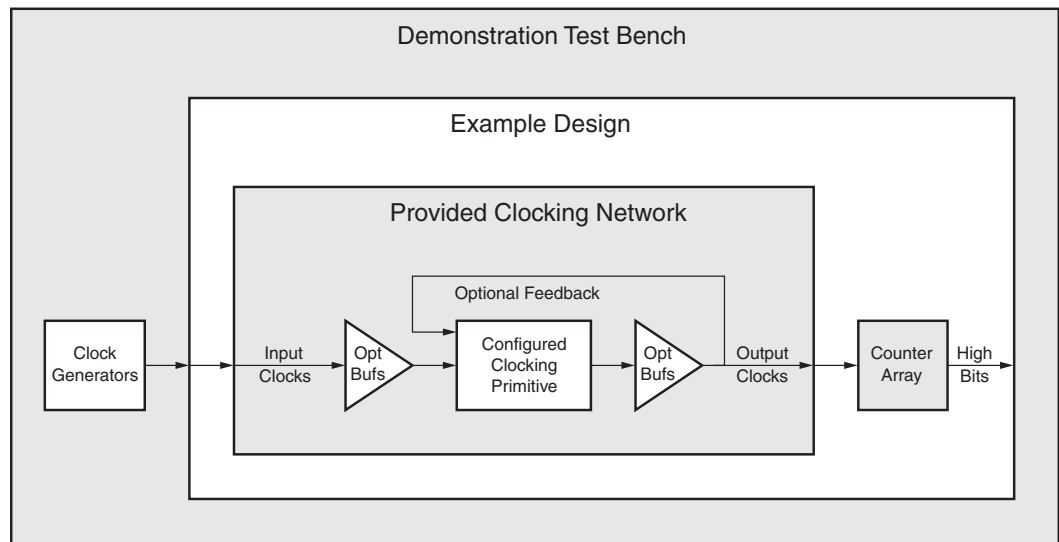 Demonstration Test Bench
Example Design
Provided Clocking Network
Optional Feedback
Clock
Generators
Input
Clocks
Opt
Bufs
Configured
Clocking
Primitive
Opt
Bufs
Output
Clocks
Counter
Array
High
Bits